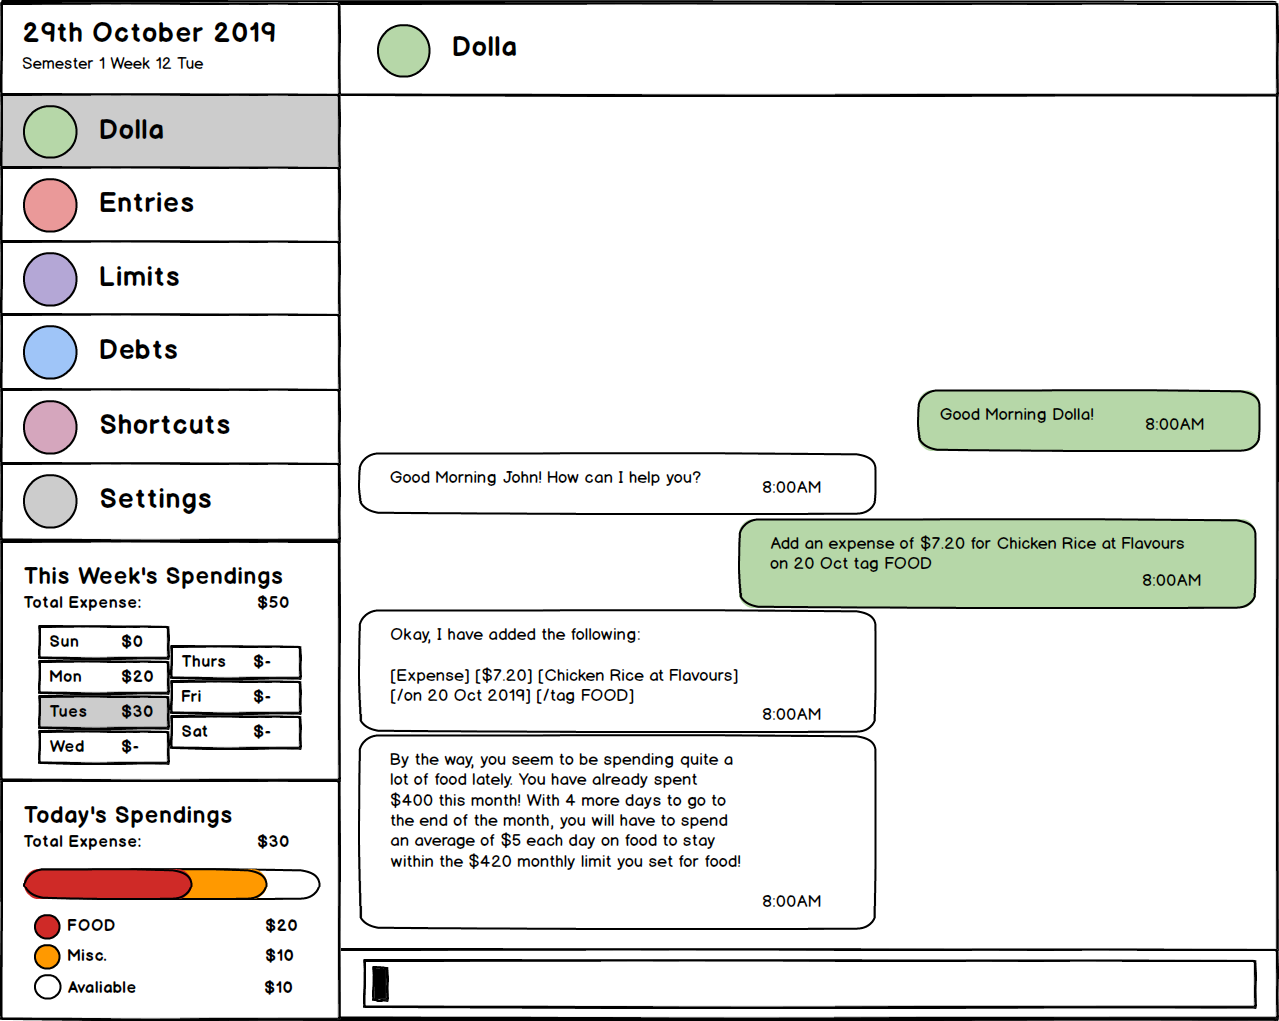 29th October 2019
Semester 1 Week 12 Tue
Dolla
Entries
Limits
Debts
Shortcuts
Settings
This Week's Spendings
Total Expense: $50
Sun $0
Mon $20
Tues $30
Wed $-
Thurs $-
Fri $-
Sat $-
Today's Spendings
Total Expense: $30
FOOD $20
Misc. $10
Avaliable $10
Dolla
Good Morning Dolla!
8:00AM
Good Morning John! How can I help you?
8:00AM
Add an expense of $7.20 for Chicken Rice at Flavours
on 20 Oct tag FOOD
8:00AM
Okay, I have added the following:
[Expense] [$7.20] [Chicken Rice at Flavours]
[/on 20 Oct 2019] [/tag FOOD]
8:00AM
By the way, you seem to be spending quite a
lot of food lately. You have already spent
$400 this month! With 4 more days to go to
the end of the month, you will have to spend
an average of $5 each day on food to stay
within the $420 monthly limit you set for food!
8:00AM